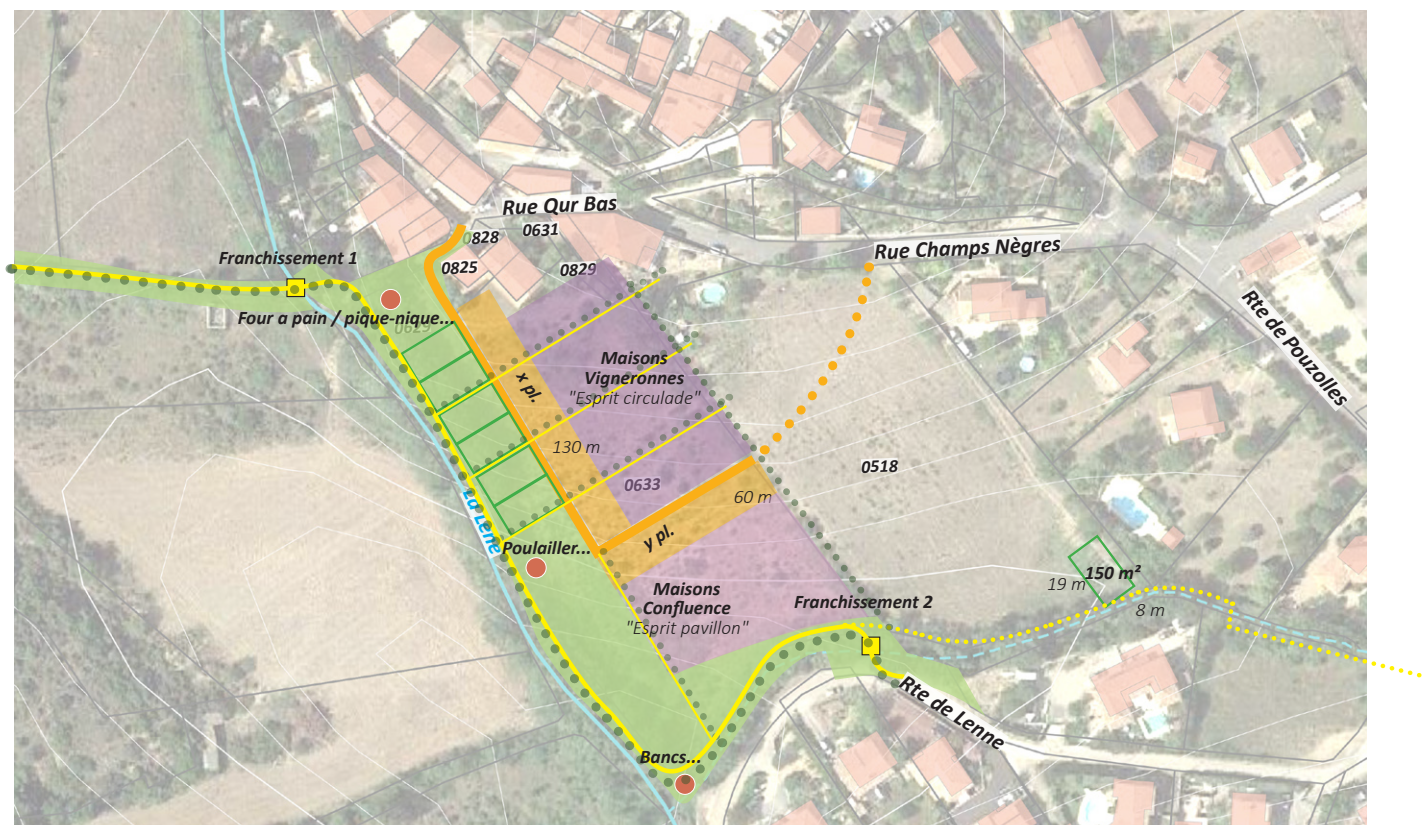 Rue Qur Bas
0828
0631
Franchissement 1
0825
0829
Rue Champs Nègres
Four a pain / pique-nique...
0629
Rte de Pouzolles
Maisons
Vigneronnes
"Esprit circulade"
x pl.
130 m
0633
0518
60 m
La Lène
y pl.
Poulailler...
Maisons
Confluence
"Esprit pavillon"
Franchissement 2
19 m
150 m²
8 m
Rte de Lenne
Bancs...